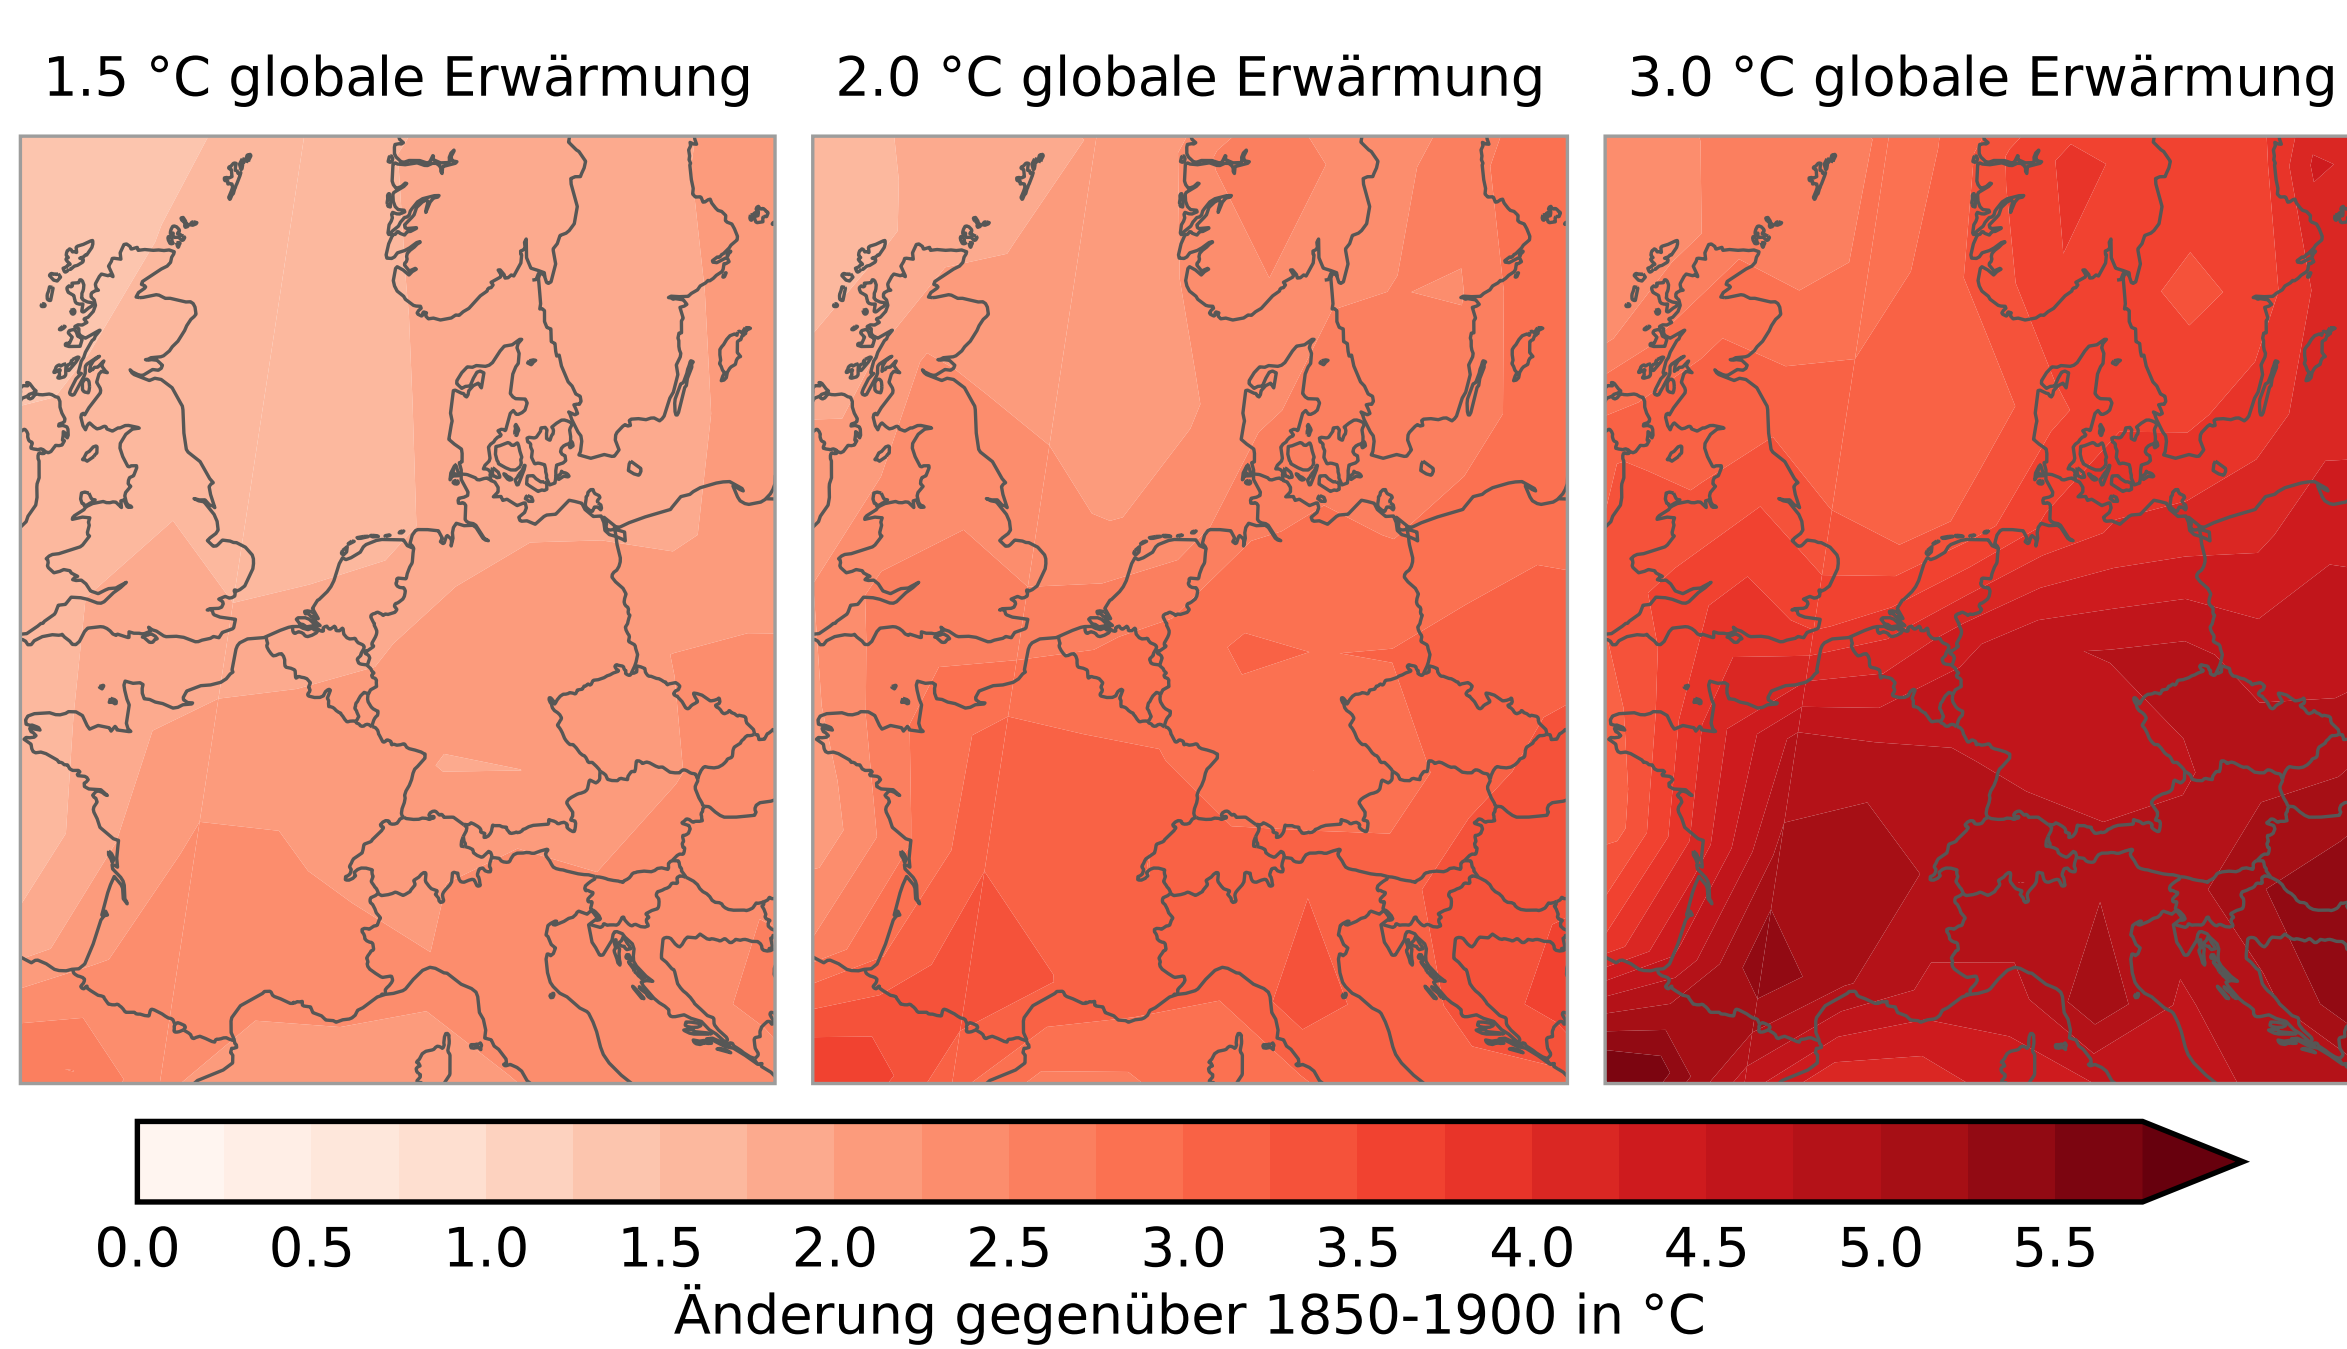 1.5 °C globale Erwärmung
2.0 °C globale Erwärmung
3.0 °C globale Erwärmung
0.0 0.5 1.0 1.5 2.0 2.5 3.0 3.5 4.0 4.5 5.0 5.5
Änderung gegenüber 1850-1900 in °C